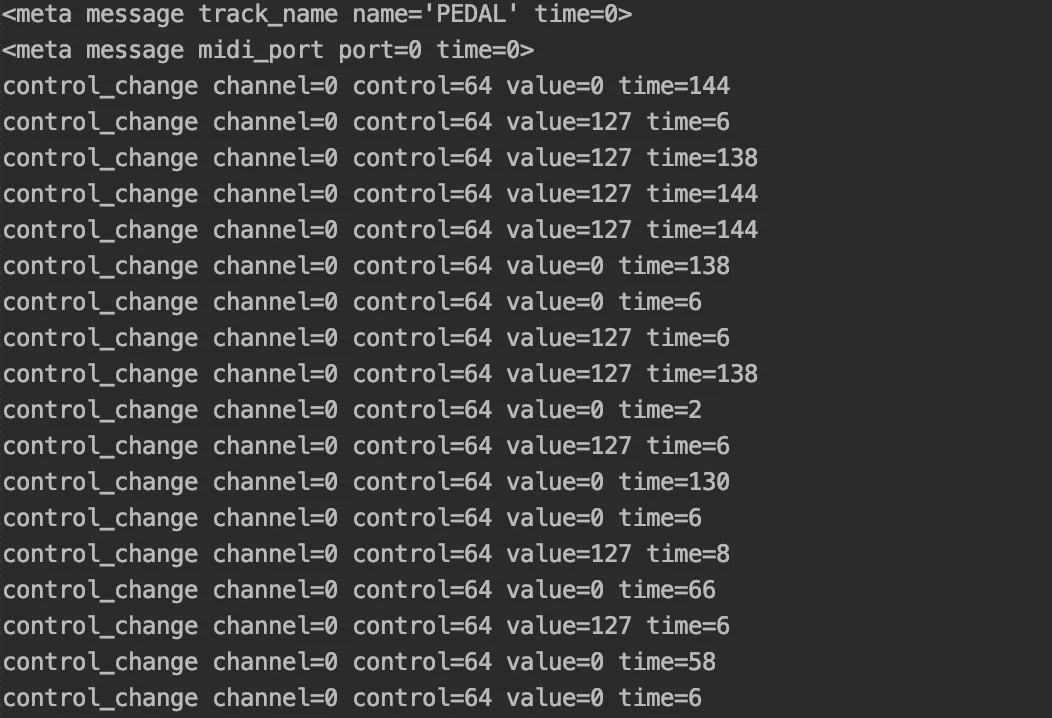 <meta message track_name name='PEDAL' time=0>
<meta message midi_port port=0 time=0>
control_change channel=0 control=64 value=0 time=144
control_change channel=0 control=64 value=127 time=6
control_change channel=0 control=64 value=127 time=138
control_change channel=0 control=64 value=127 time=144
control_change channel=0 control=64 value=127 time=144
control_change channel=0 control=64 value=0 time=138
control_change channel=0 control=64 value=0 time=6
control_change channel=0 control=64 value=127 time=6
control_change channel=0 control=64 value=127 time=138
control_change channel=0 control=64 value=0 time=2
control_change channel=0 control=64 value=127 time=6
control_change channel=0 control=64 value=0 time=130
control_change channel=0 control=64 value=0 time=6
control_change channel=0 control=64 value=127 time=8
control_change channel=0 control=64 value=0 time=66
control_change channel=0 control=64 value=127 time=6
control_change channel=0 control=64 value=0 time=58
control_change channel=0 control=64 value=0 time=6